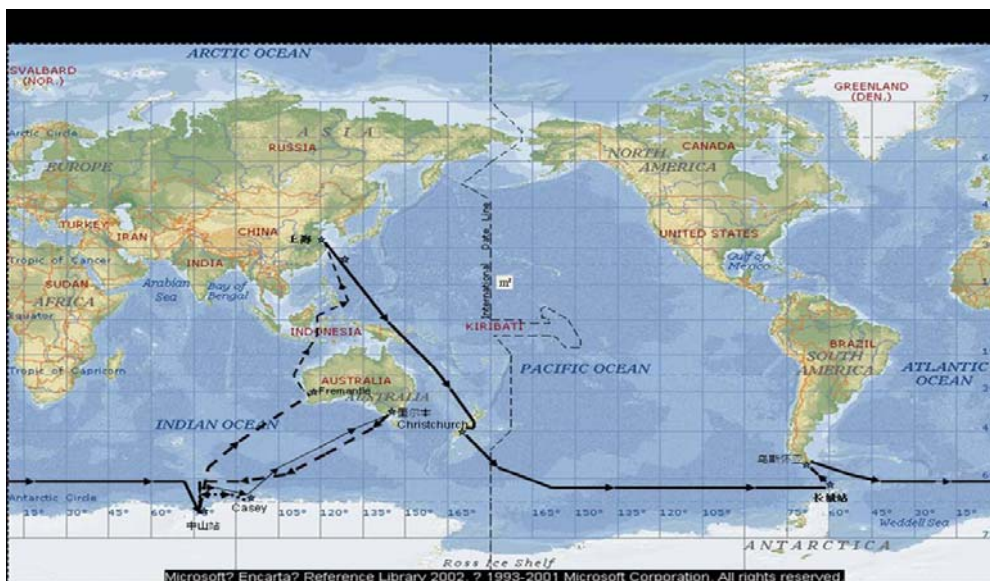 ARCTIC OCEAN
SVALBARD
(NOR.)
GREENLAND
(DEN.)
Arctic Circle
ASIA
RUSSIA
EUROPE
CANADA
NORTH
AMERICA
TURKEY
IRAN
CHINA
上海
UNITED STATES
Tropic of Cancer
INDIA
Gulf of
Mexico
SUDAN
AFRICA
Arabian
Sea
Bay of
Bengal
International Date Line
m²
Equator
INDONESIA
KIRIBATI
BRAZIL
SOUTH
AMERICA
ATLANTIC
OCEAN
PACIFIC OCEAN
Tropic of Capricorn
AUSTRALIA
Fremantle
AUSTRALIA
Christchurch
INDIAN OCEAN
Antarctic Circle
Casey
长城站
15° 30° 45° 60° 75° 105° 120° 135° 150° 165° 180° 165° 150° 135° 120° 105° 90° 75° 60° 30° 15°
中山站
Weddell Sea
ANTARCTICA
Ross Ice Shelf
Microsoft? Encarta? Reference Library 2002. ? 1993-2001 Microsoft Corporation. All rights reserved.